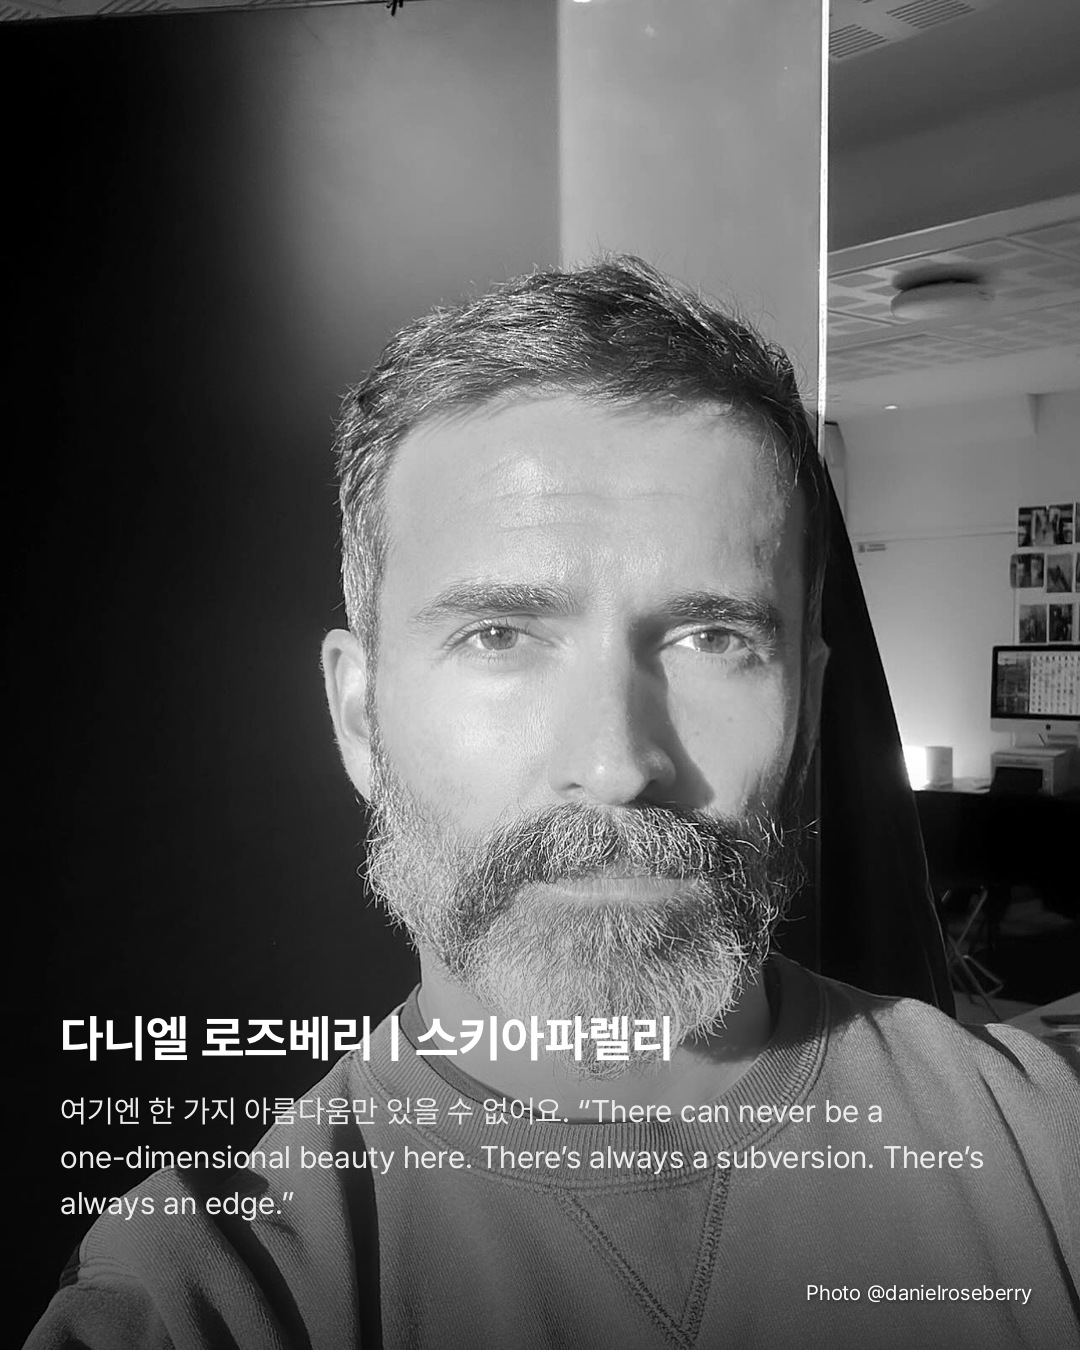 다니엘 로즈베리 | 스키아파렐리
여기엔 한 가지 아름다움만 있을 수 없어요. “There can never be a
one-dimensional beauty here. There’s always a subversion. There’s
always an edge.”
Photo @danielroseberry